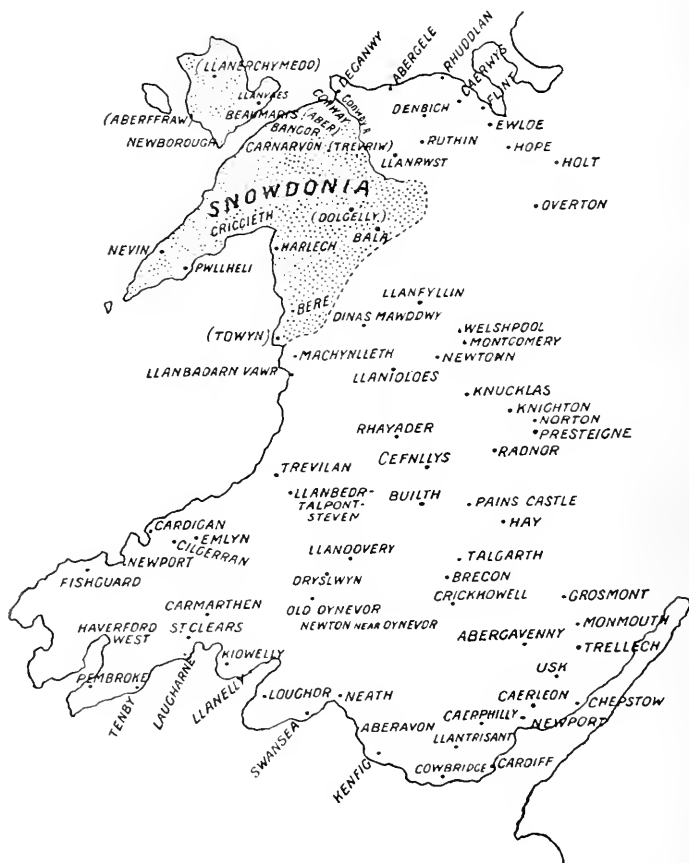 (LLANERCHYMEDD)
LLANVAES
BEAUMARIS
(ABERFFRAW)
NEWBOROUGH
BANGOR
(ABER)
CARNARVON
(TREVRIW)
CONWAY
DEGANWY
ABERGELE
RHUDDLAN
CAERWYS
FLINT
DENBICH
EWLOE
RUTHIN
HOPE
LLANRWST
HOLT
SNOWDONIA
CRICCIETH
(DOLGELLY)
OVERTON
NEVIN
HARLECH
BALA
PWLLHELI
BERE
LLANFYLLIN
DINAS MAWDDWY
(TOWYN)
WELSHPOOL
MONTGOMERY
MACHYNLLETH
NEWTOWN
LLANBADARN VAWR
LLANIDLOES
KNUCKLAS
KNIGHTON
NORTON
RHAYADER
PRESTEIGNE
RADNOR
CEFNLLYS
TREVILAN
LLANBEDR-
TALPONT-
STEVEN
BUILTH
PAINS CASTLE
HAY
CARDIGAN
EMLYN
CILGERRAN
NEWPORT
FISHGUARD
LLANDOVERY
TALGARTH
DRYSLWYN
BRECON
CRICKHOWELL
GROSMONT
CARMARTHEN
OLD DYNEVOR
NEWTON NEAR DYNEVOR
HAVERFORD
WEST
ST CLEARS
MONMOUTH
ABERGAVENNY
TRELLECH
KIDWELLY
USK
PEMBROKE
TENBY
LAUGHARNE
LLANELLY
LOUGHOR
NEATH
CAERLEON
CHEPSTOW
SWANSEA
ABERAVON
CAERPHILLY
NEWPORT
LLANTRISANT
KENFIG
COWBRIDGE
CARDIFF